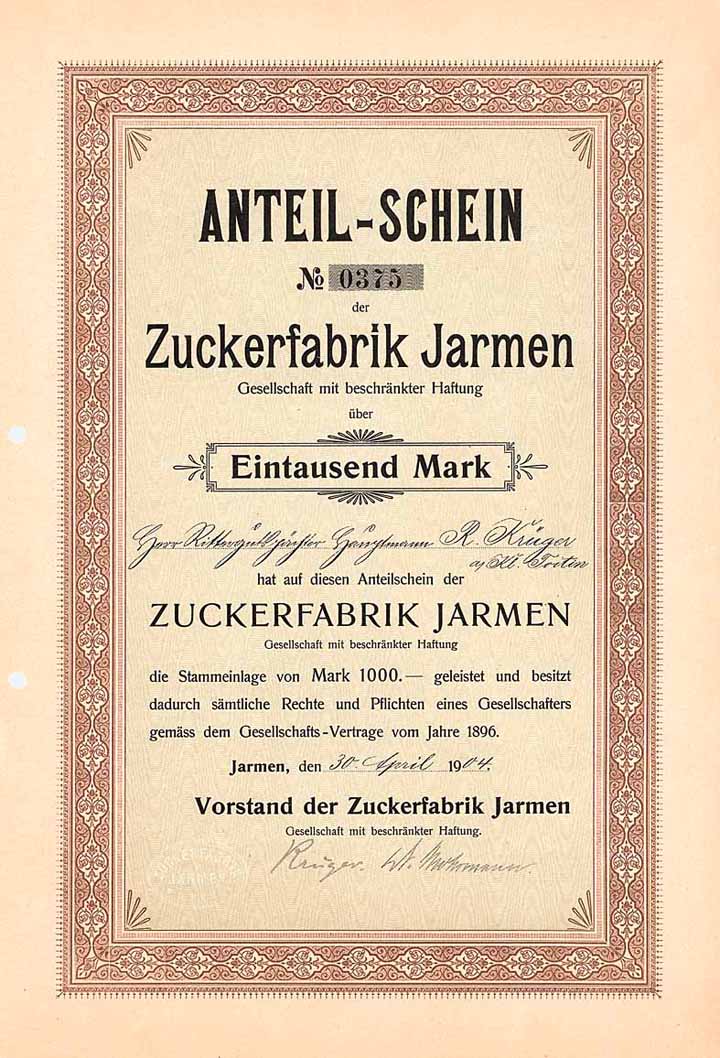 ANTEIL-SCHEIN
№ 0375
der
Zuckerfabrik Jarmen
Gesellschaft mit beschränkter Haftung
über
Eintausend Mark
Herr Rittergutspächter Hauptmann R. Krüger
a/Kl. Toitin
hat auf diesen Anteilschein der
ZUCKERFABRIK JARMEN
Gesellschaft mit beschränkter Haftung
die Stammeinlage von Mark 1000.— geleistet und besitzt
dadurch sämtliche Rechte und Pflichten eines Gesellschafters
gemäss dem Gesellschafts-Vertrage vom Jahre 1896.
Jarmen, den 30. April 1904.
Vorstand der Zuckerfabrik Jarmen
Gesellschaft mit beschränkter Haftung.
Krüger.